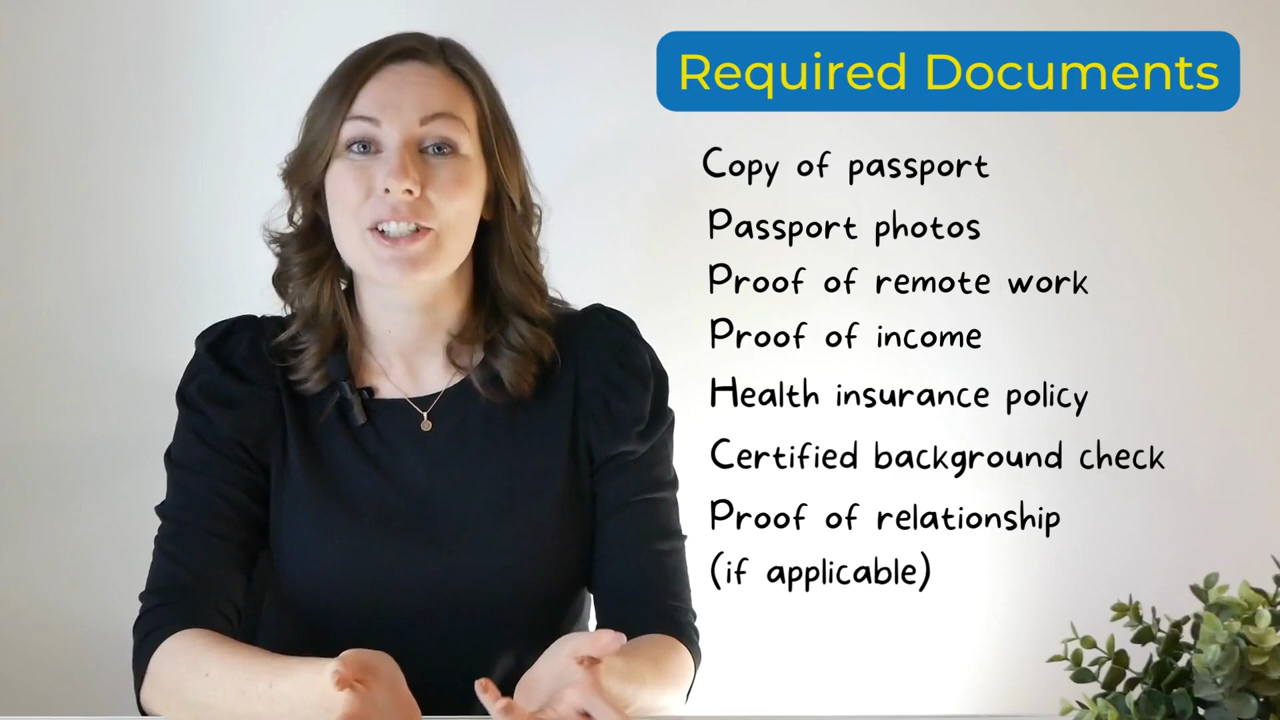 Required Documents
Copy of passport
Passport photos
Proof of remote work
Proof of income
Health insurance policy
Certified background check
Proof of relationship
(if applicable)